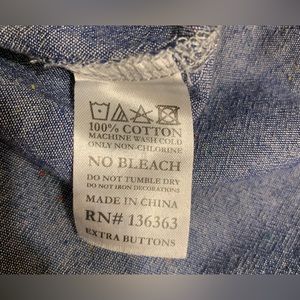 100% COTTON
MACHINE WASH COLD
ONLY NON-CHLORINE
NO BLEACH
DO NOT TUMBLE DRY
DO NOT IRON DECORATIONS
MADE IN CHINA
RN# 136363
EXTRA BUTTONS